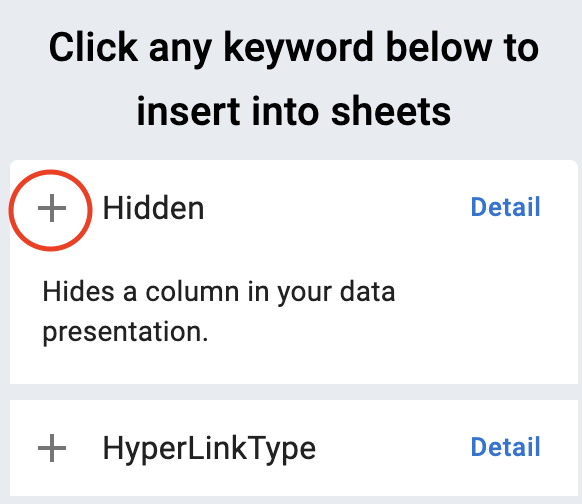 Click any keyword below to
insert into sheets
Hidden Detail
Hides a column in your data
presentation.
HyperLinkType Detail